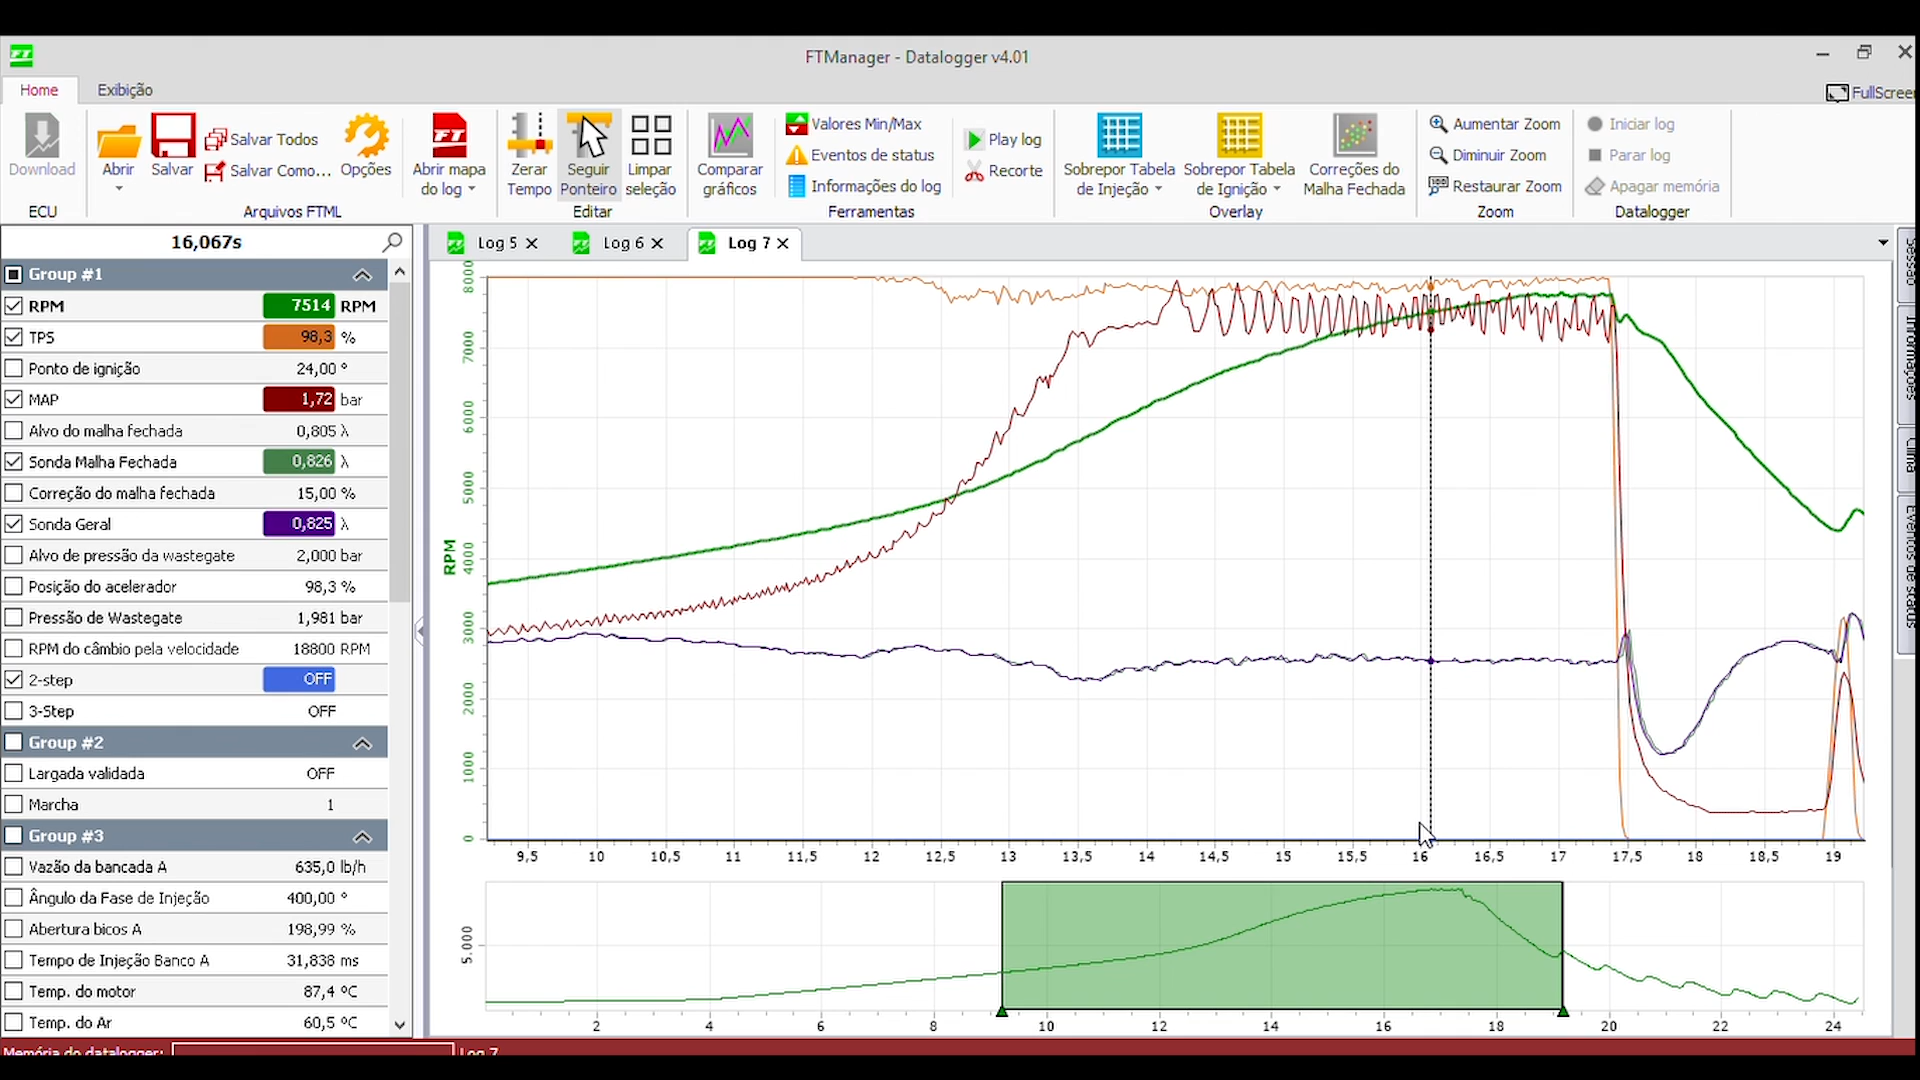 FTManager - Datalogger v4.01
Home
Exibição
FullScreen
Download
ECU
Abrir
Salvar
Salvar Todos
Salvar Como...
Opções
Arquivos FTML
Abrir mapa
do log
Zerar
Tempo
Seguir
Ponteiro
Limpar
seleção
Editar
Comparar
gráficos
Valores Min/Max
Eventos de status
Informações do log
Play log
Recorte
Ferramentas
Sobrepor Tabela
de Injeção
Sobrepor Tabela
de Ignição
Correções do
Malha Fechada
Overlay
Aumentar Zoom
Diminuir Zoom
Restaurar Zoom
Zoom
Iniciar log
Parar log
Apagar memória
Datalogger
16,067s
Log 5
Log 6
Log 7
Group #1
RPM 7514 RPM
TPS 98,3 %
Ponto de ignição 24,00 º
MAP 1,72 bar
Alvo do malha fechada 0,805 λ
Sonda Malha Fechada 0,826 λ
Correção do malha fechada 15,00 %
Sonda Geral 0,825 λ
Alvo de pressão da wastegate 2,000 bar
Posição do acelerador 98,3 %
Pressão de Wastegate 1,981 bar
RPM do câmbio pela velocidade 18800 RPM
2-step OFF
3-Step OFF
Group #2
Largada validada OFF
Marcha 1
Group #3
Vazão da bancada A 635,0 lb/h
Ângulo da Fase de Injeção 400,00 º
Abertura bicos A 198,99 %
Tempo de Injeção Banco A 31,838 ms
Temp. do motor 87,4 ºC
Temp. do Ar 60,5 ºC
RPM
8000
7000
6000
5000
4000
3000
2000
1000
0
9,5 10 10,5 11 11,5 12 12,5 13 13,5 14 14,5 15 15,5 16 16,5 17 17,5 18 18,5 19
5.000
2 4 6 8 10 12 14 16 18 20 22 24
Informações
Clima
Eventos de status
Memória do datalogger:
Log 7